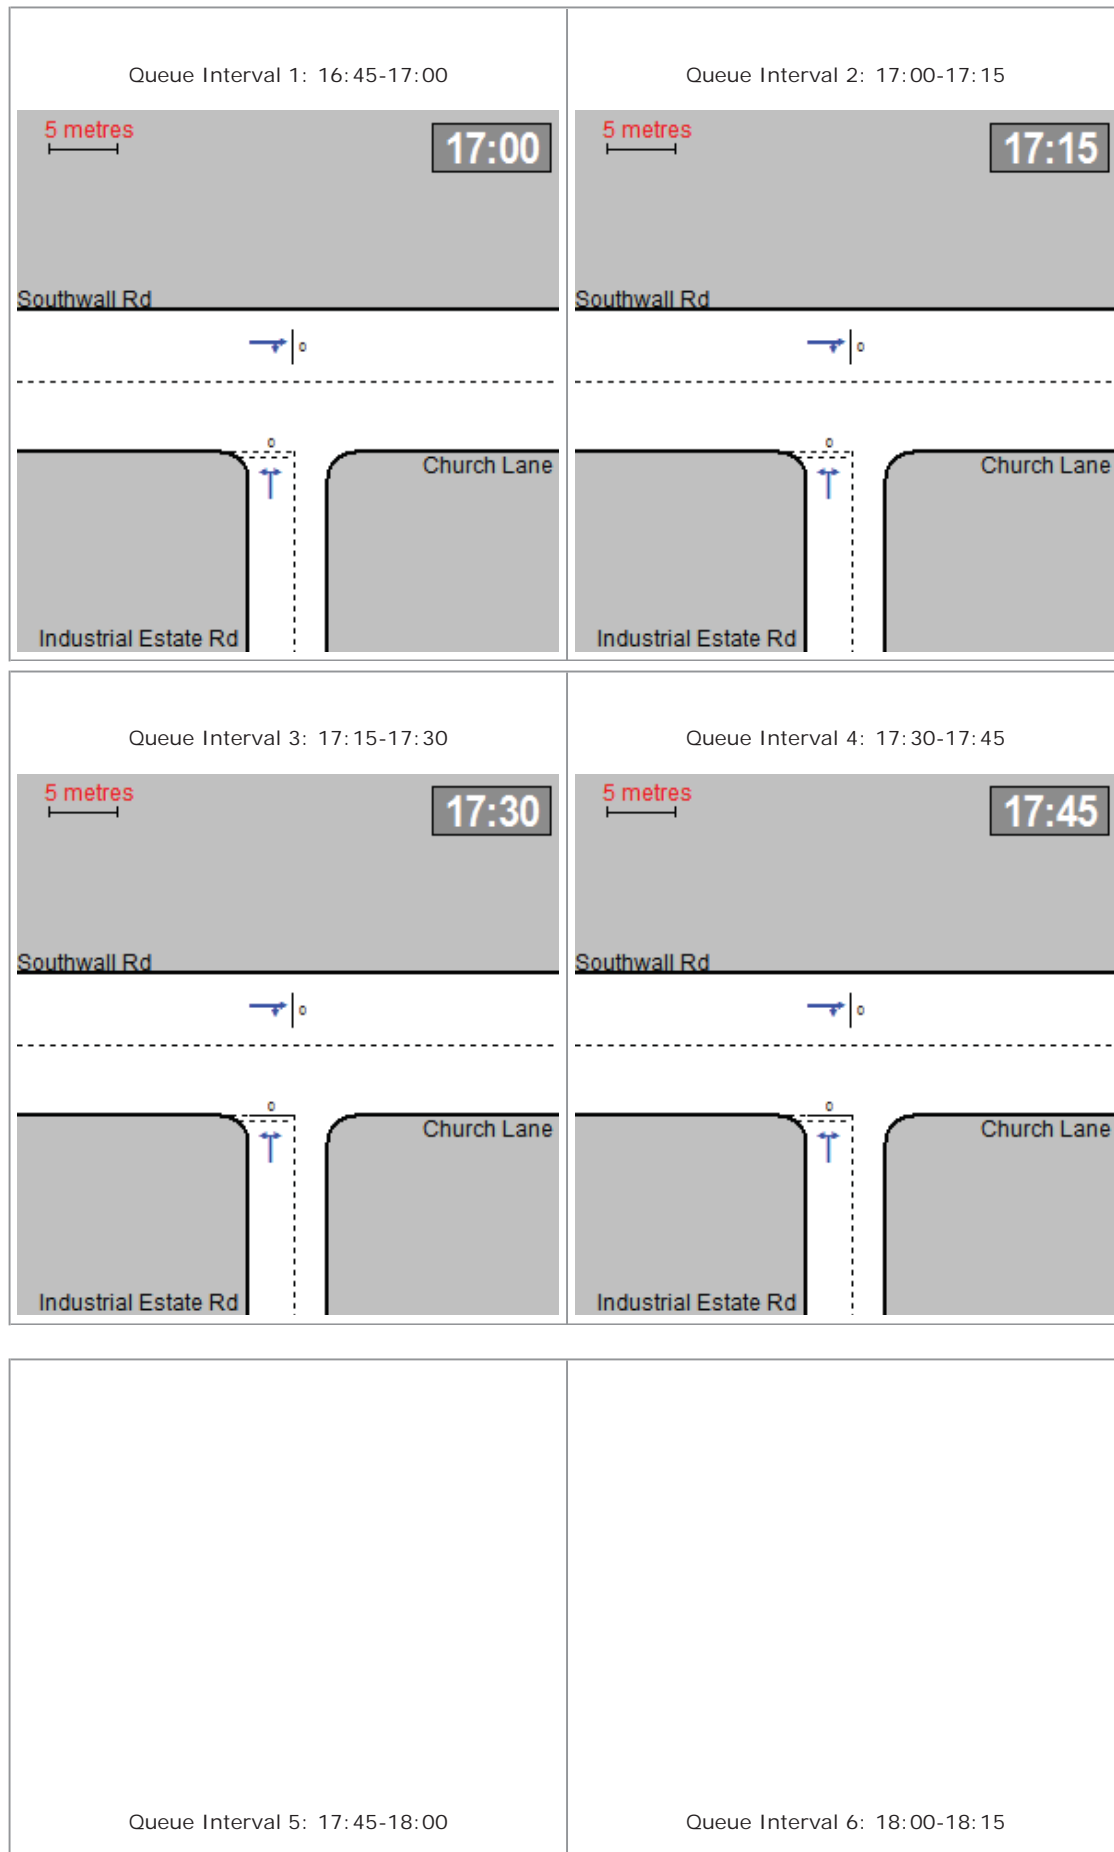 Queue Interval 1: 16:45-17:00
5 metres
17:00
Southwall Rd
0
0
Church Lane
Industrial Estate Rd
Queue Interval 2: 17:00-17:15
5 metres
17:15
Southwall Rd
0
0
Church Lane
Industrial Estate Rd
Queue Interval 3: 17:15-17:30
5 metres
17:30
Southwall Rd
0
0
Church Lane
Industrial Estate Rd
Queue Interval 4: 17:30-17:45
5 metres
17:45
Southwall Rd
0
0
Church Lane
Industrial Estate Rd
Queue Interval 5: 17:45-18:00
Queue Interval 6: 18:00-18:15